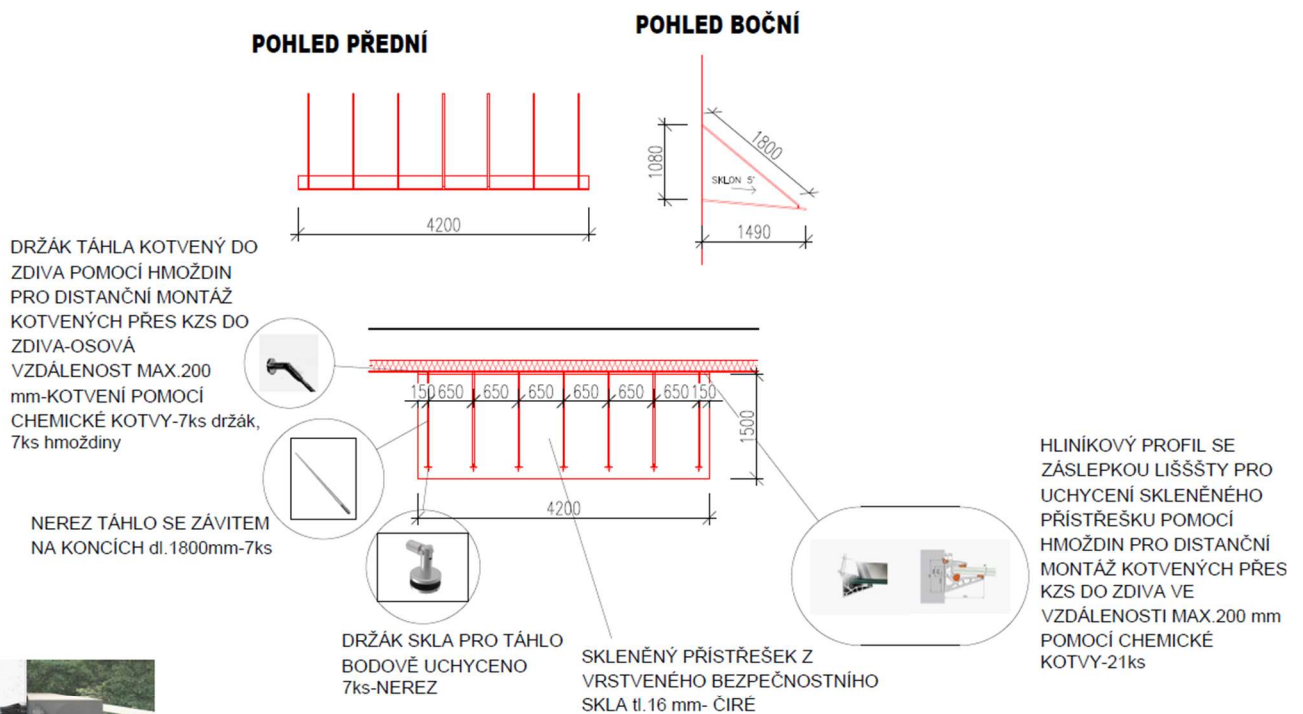 POHLED PŘEDNÍ
POHLED BOČNÍ
4200
1080
1800
SKLON 5'
1490
DRŽÁK TÁHLA KOTVENÝ DO
ZDIVA POMOCÍ HMOŽDIN
PRO DISTANČNÍ MONTÁŽ
KOTVENÝCH PŘES KZS DO
ZDIVA-OSOVÁ
VZDÁLENOST MAX.200
mm-KOTVENÍ POMOCÍ
CHEMICKÉ KOTVY-7ks držák,
7ks hmoždiny
150 650 650 650 650 650 650 150
1500
4200
NEREZ TÁHLO SE ZÁVITEM
NA KONCÍCH dl.1800mm-7ks
DRŽÁK SKLA PRO TÁHLO
BODOVĚ UCHYCENO
7ks-NEREZ
SKLENĚNÝ PŘÍSTŘEŠEK Z
VRSTVENÉHO BEZPEČNOSTNÍHO
SKLA tl.16 mm- ČIRÉ
HLINÍKOVÝ PROFIL SE
ZÁSLEPKOU LIŠŠŠTY PRO
UCHYCENÍ SKLENĚNÉHO
PŘÍSTŘEŠKU POMOCÍ
HMOŽDIN PRO DISTANČNÍ
MONTÁŽ KOTVENÝCH PŘES
KZS DO ZDIVA VE
VZDÁLENOSTI MAX.200 mm
POMOCÍ CHEMICKÉ
KOTVY-21ks